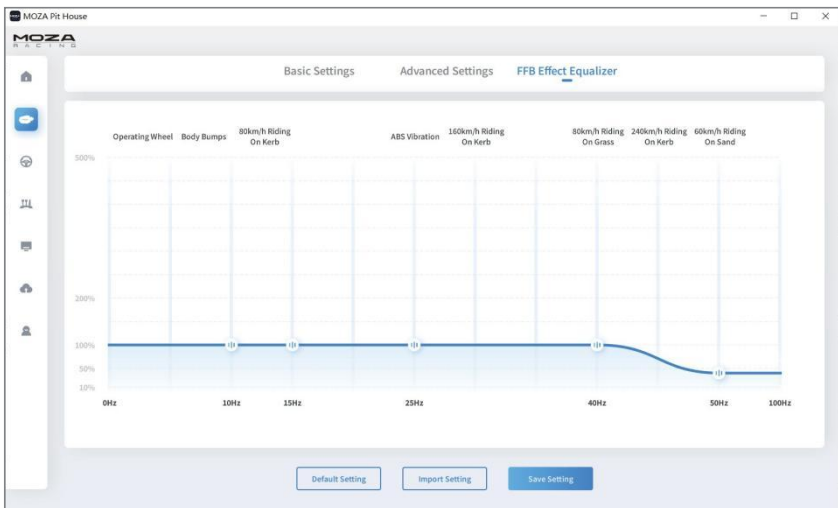 MOZA Pit House
MOZA
RACING
Basic Settings Advanced Settings FFB Effect Equalizer
Operating Wheel Body Bumps 80km/h Riding On Kerb ABS Vibration 160km/h Riding On Kerb 80km/h Riding On Grass 240km/h Riding On Kerb 60km/h Riding On Sand
500%
200%
100%
50%
10%
0Hz 10Hz 15Hz 25Hz 40Hz 50Hz 100Hz
Default Setting Import Setting Save Setting